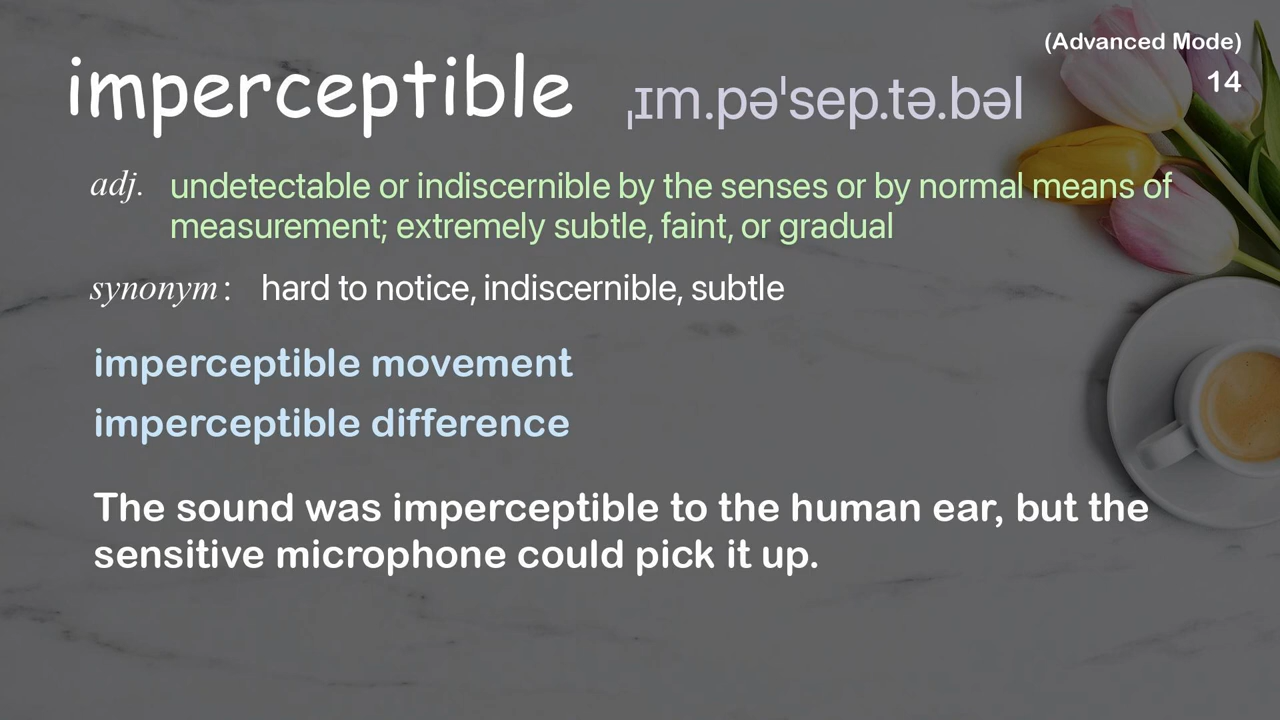 (Advanced Mode)
14
imperceptible ˌɪm.pəˈsep.tə.bəl
adj. undetectable or indiscernible by the senses or by normal means of
measurement; extremely subtle, faint, or gradual
synonym: hard to notice, indiscernible, subtle
imperceptible movement
imperceptible difference
The sound was imperceptible to the human ear, but the
sensitive microphone could pick it up.